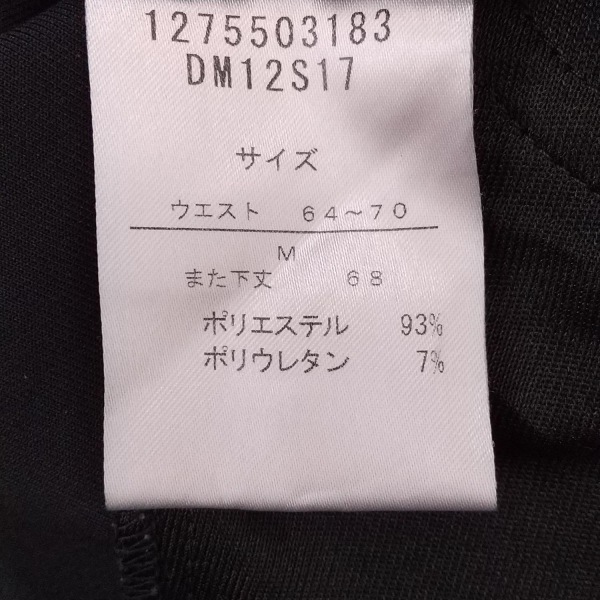 1275503183
DM12S17
サイズ
ウエスト 64～70
M
また下丈 68
ポリエステル 93%
ポリウレタン 7%